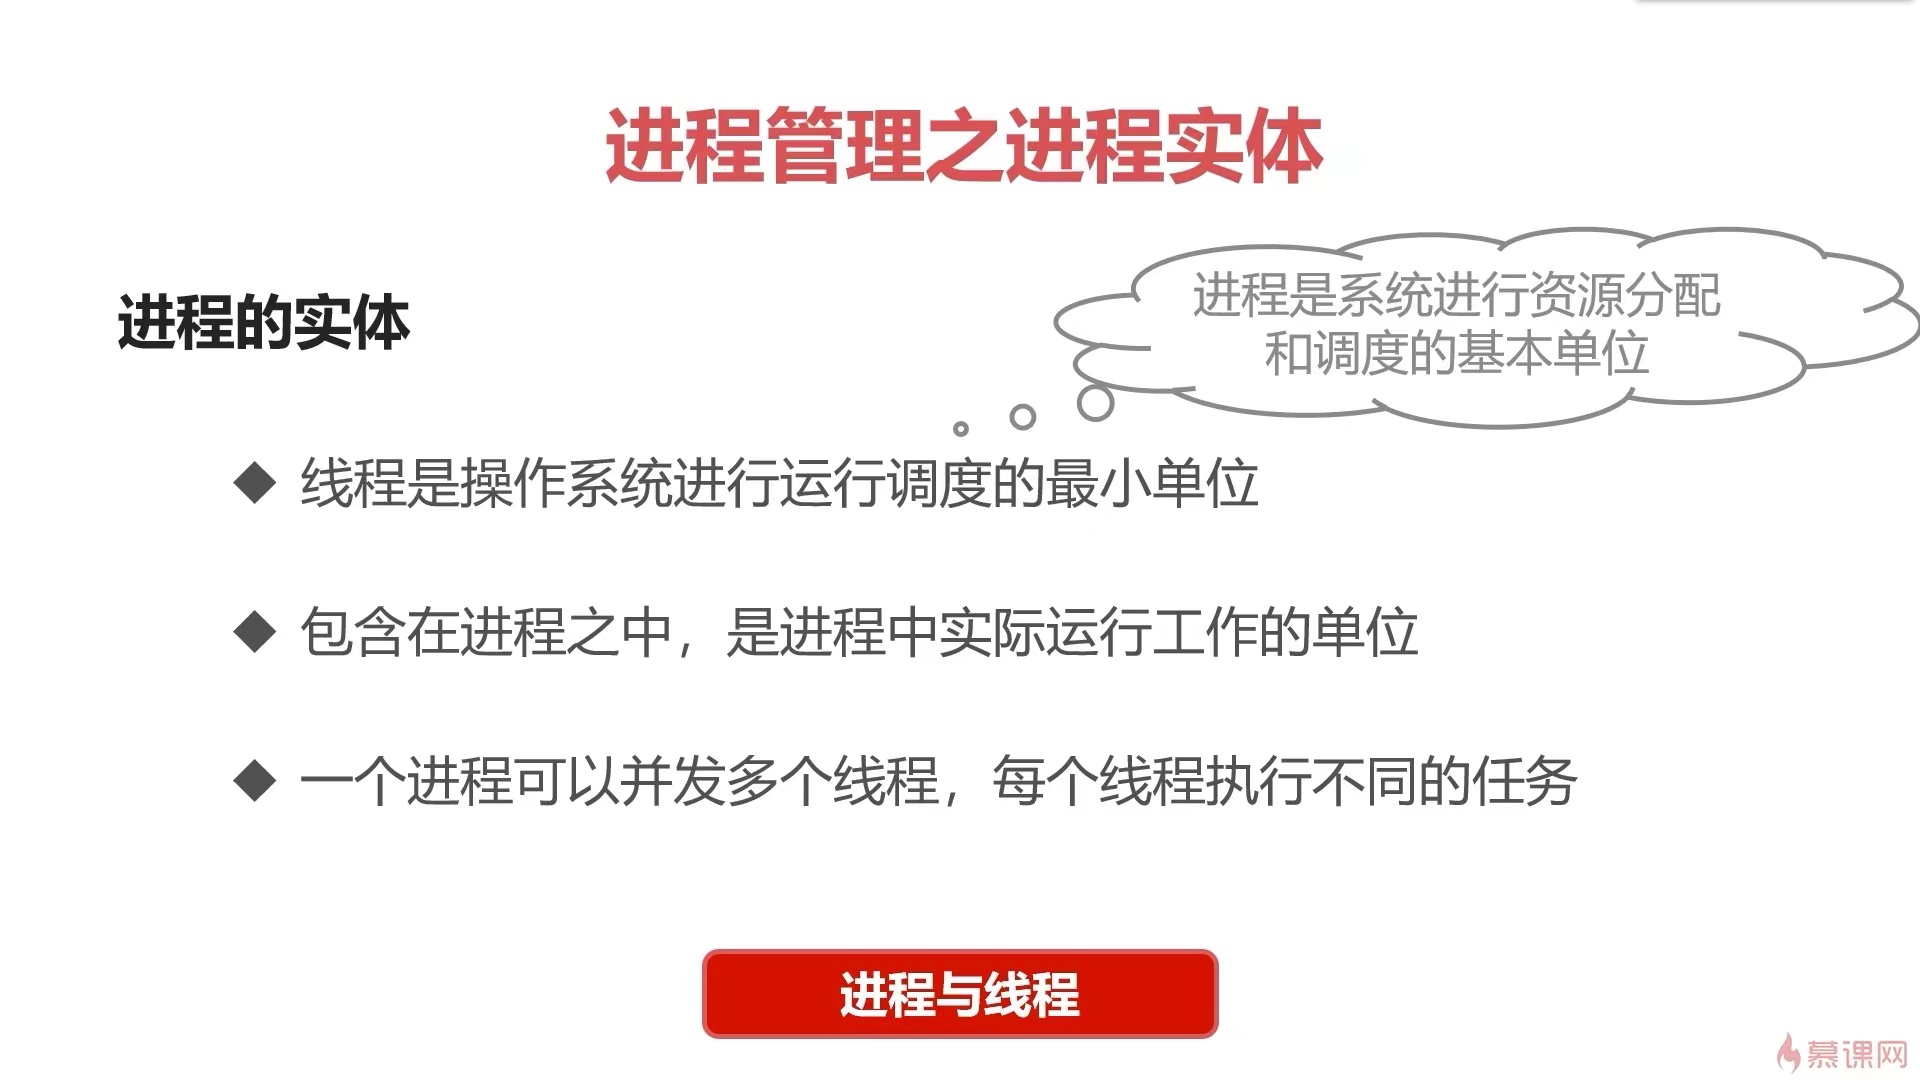 进程管理之进程实体
进程是系统进行资源分配
和调度的基本单位
进程的实体
线程是操作系统进行运行调度的最小单位
包含在进程之中，是进程中实际运行工作的单位
一个进程可以并发多个线程，每个线程执行不同的任务
进程与线程
慕课网